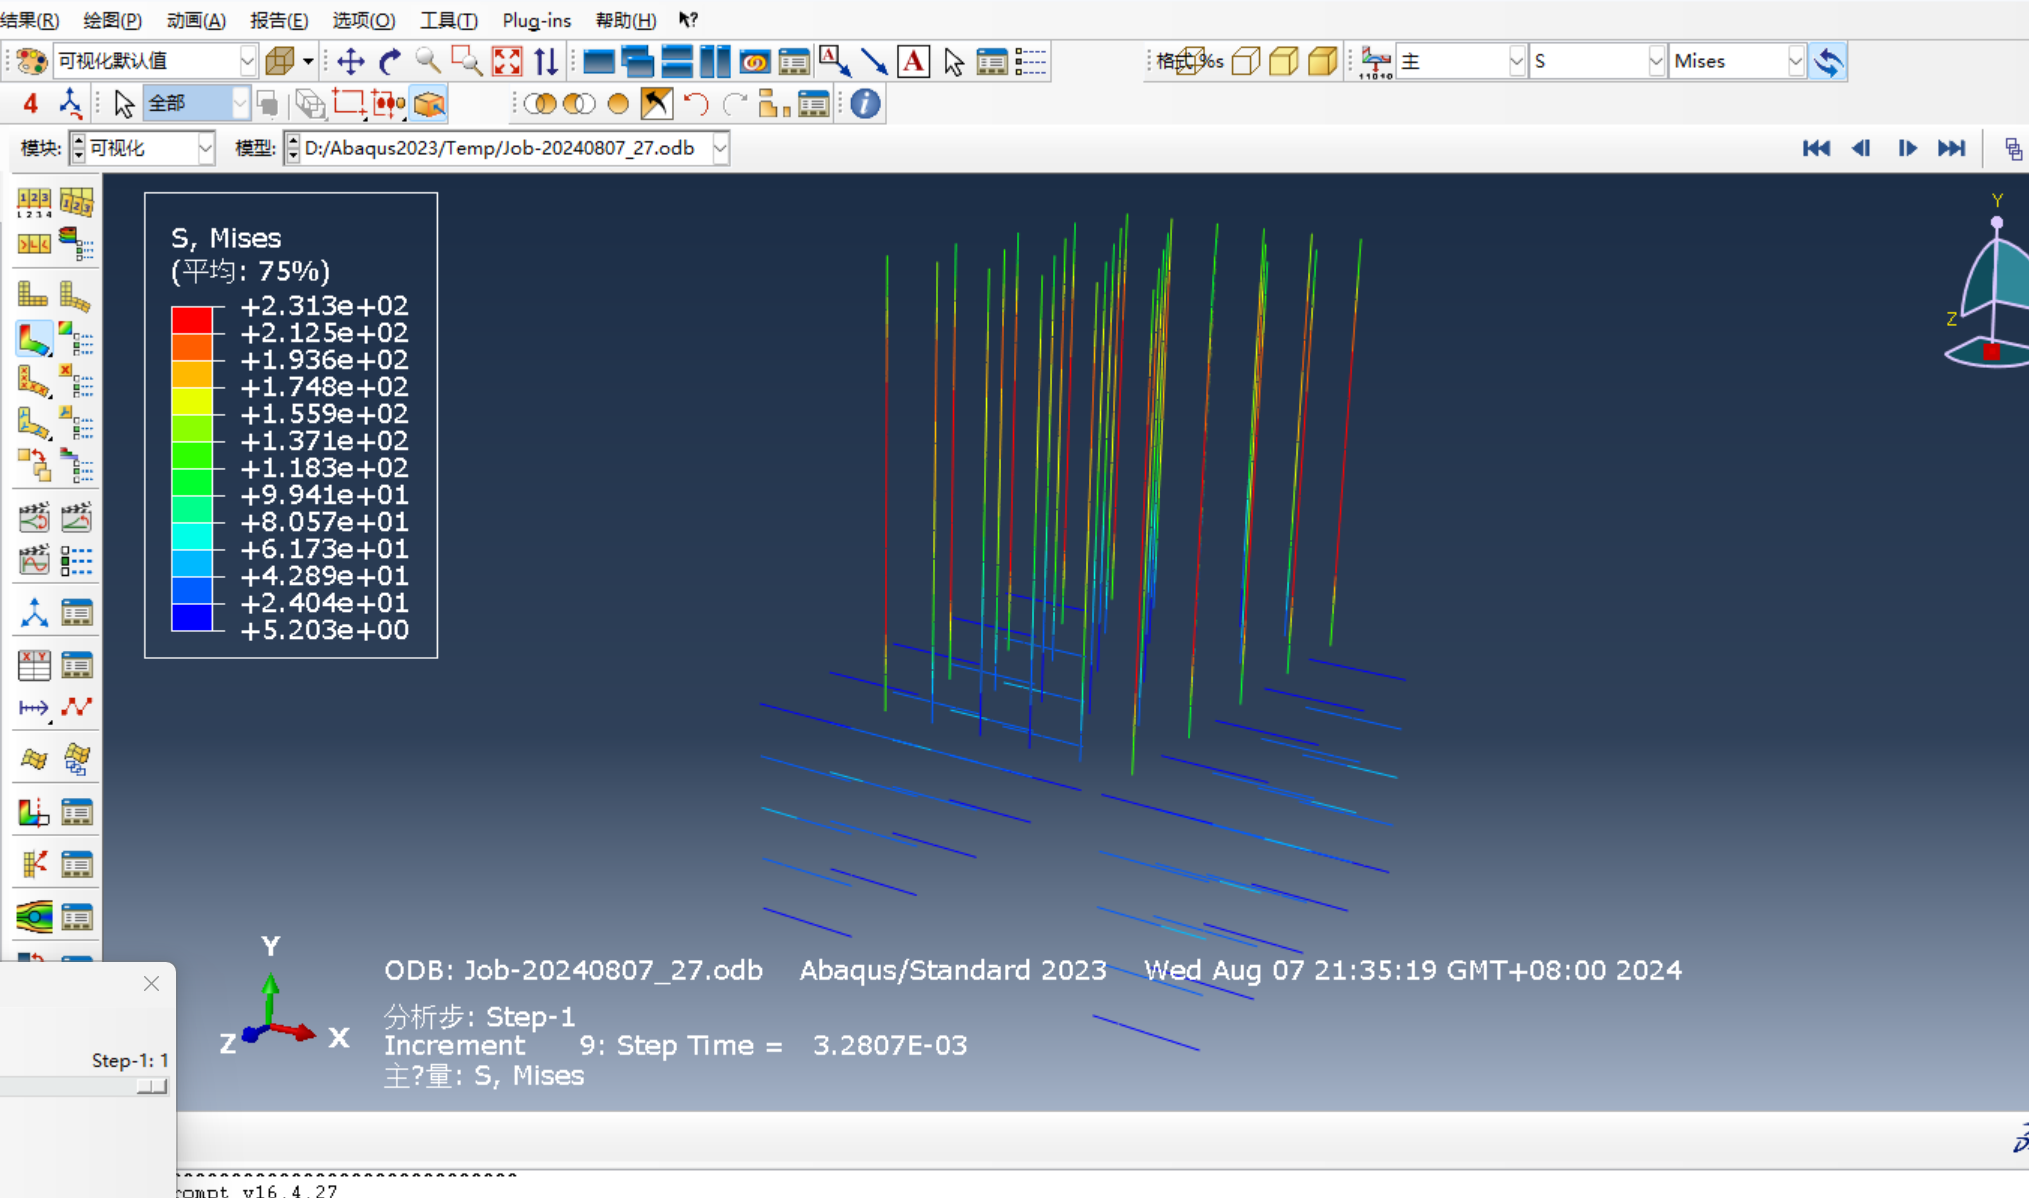 结果(R) 绘图(P) 动画(A) 报告(E) 选项(O) 工具(T) Plug-ins 帮助(H)
可视化默认值 格式%s 主 S Mises
4 全部
模块: 可视化 模型: D:/Abaqus2023/Temp/Job-20240807_27.odb
S, Mises
(平均: 75%)
+2.313e+02
+2.125e+02
+1.936e+02
+1.748e+02
+1.559e+02
+1.371e+02
+1.183e+02
+9.941e+01
+8.057e+01
+6.173e+01
+4.289e+01
+2.404e+01
+5.203e+00
Y
Z
Y
Z X
ODB: Job-20240807_27.odb Abaqus/Standard 2023 Wed Aug 07 21:35:19 GMT+08:00 2024
分析步: Step-1
Increment 9: Step Time = 3.2807E-03
主?量: S, Mises
Step-1: 1
rompt v16.4.27